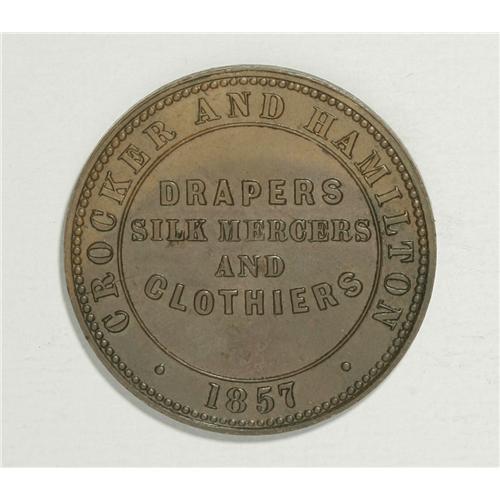 CROCKER AND HAMILTON
DRAPERS
SILK MERCERS
AND
CLOTHIERS
· 1857 ·